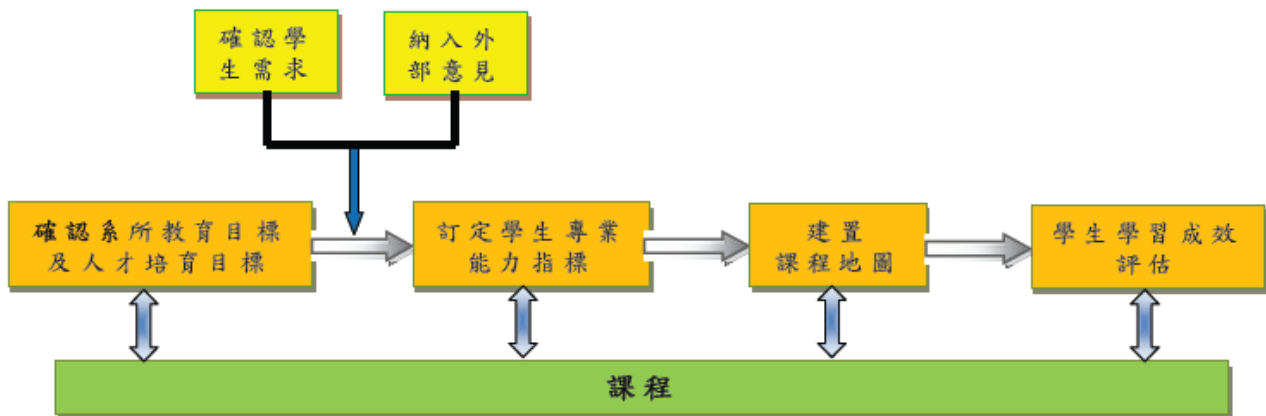 確認學
生需求
納入外
部意見
確認系所教育目標
及人才培育目標
訂定學生專業
能力指標
建置
課程地圖
學生學習成效
評估
課程